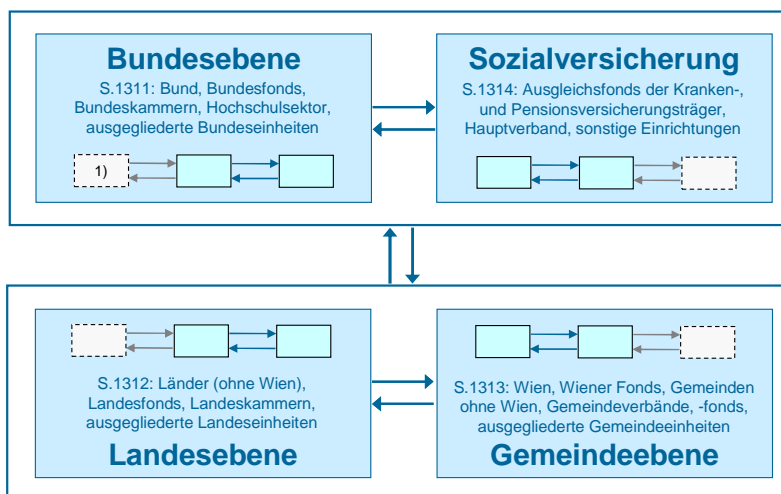 Bundesebene
S.1311: Bund, Bundesfonds,
Bundeskammern, Hochschulsektor,
ausgegliederte Bundeseinheiten
1)
Sozialversicherung
S.1314: Ausgleichsfonds der Kranken-,
und Pensionsversicherungsträger,
Hauptverband, sonstige Einrichtungen
S.1312: Länder (ohne Wien),
Landesfonds, Landeskammern,
ausgegliederte Landeseinheiten
Landesebene
S.1313: Wien, Wiener Fonds, Gemeinden
ohne Wien, Gemeindeverbände, -fonds,
ausgegliederte Gemeindeeinheiten
Gemeindeebene